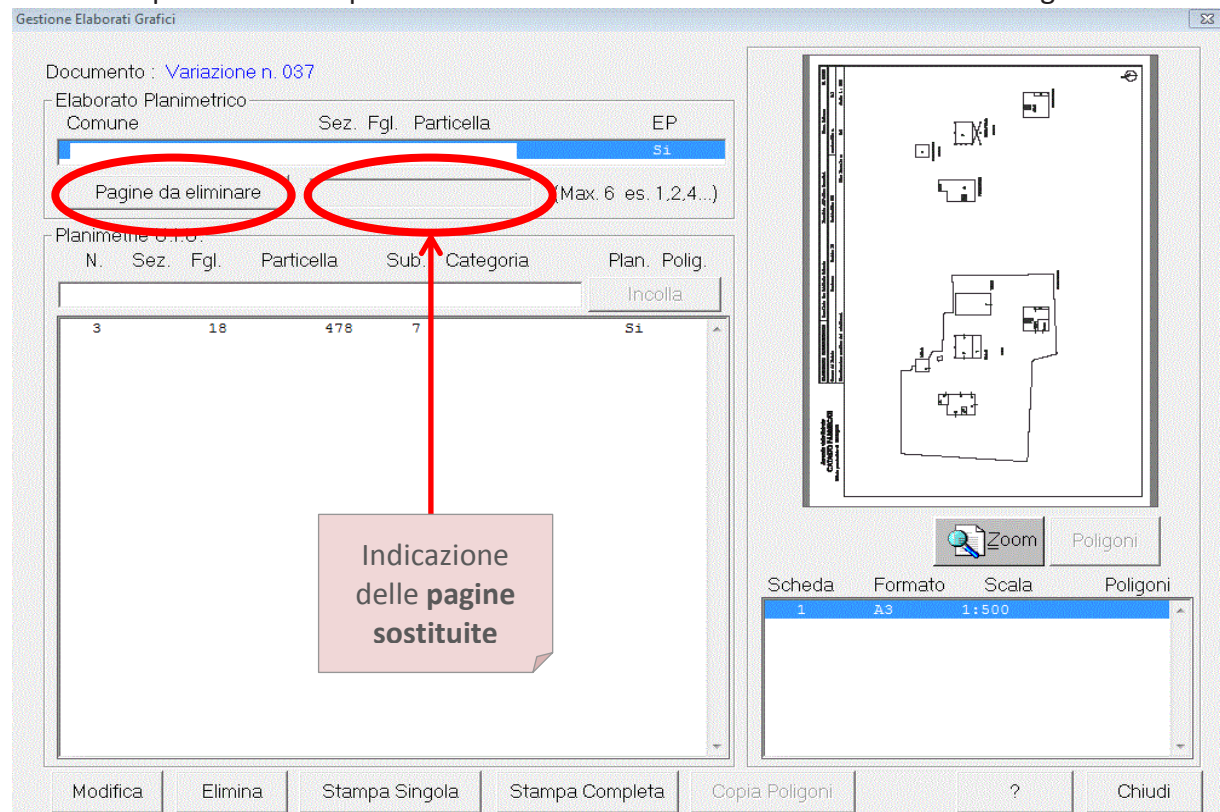 Gestione Elaborati Grafici
Documento : Variazione n. 037
Elaborato Planimetrico
Comune Sez. Fgl. Particella EP
Si
Pagine da eliminare (Max. 6 es. 1,2,4...)
Planimetrie U.I.U.
N. Sez. Fgl. Particella Sub. Categoria Plan. Polig.
Incolla
3 18 478 7 Si
Indicazione
delle pagine
sostituite
Zoom Poligoni
Scheda Formato Scala Poligoni
1 A3 1:500
Modifica Elimina Stampa Singola Stampa Completa Copia Poligoni ? Chiudi